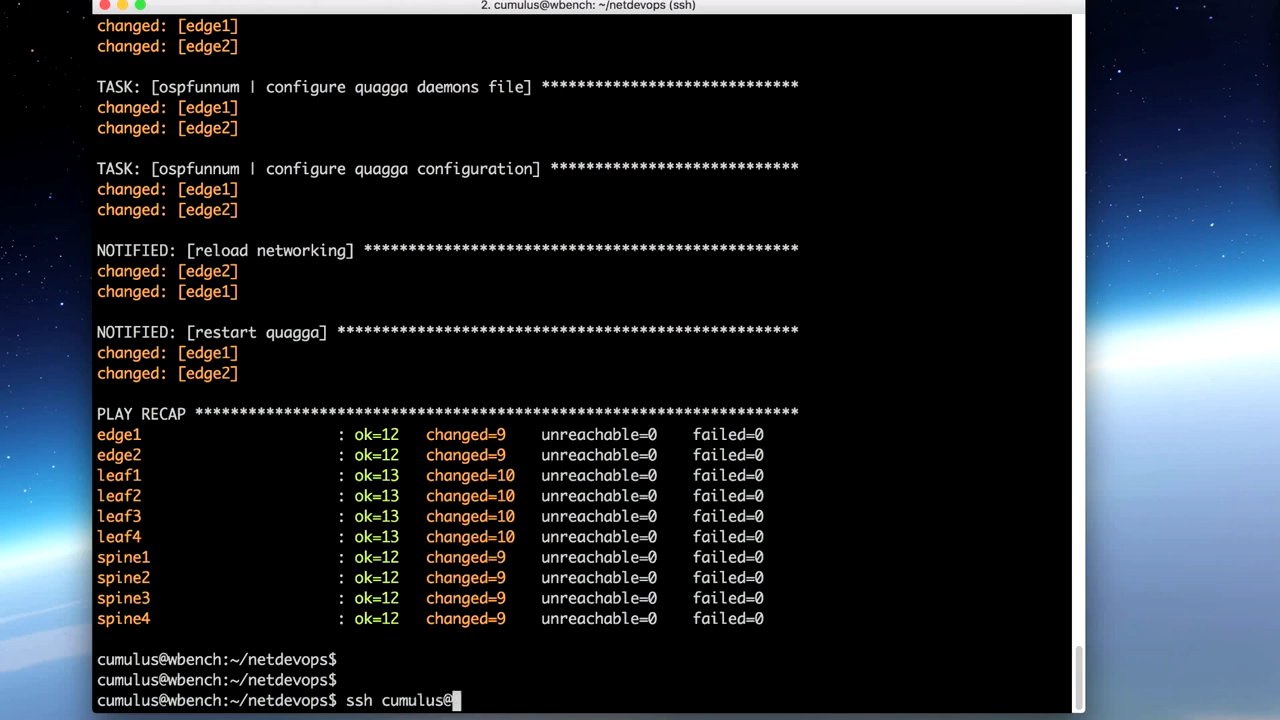 2. cumulus@wbench: ~/netdevops (ssh)
changed: [edge1]
changed: [edge2]
TASK: [ospfunnum | configure quagga daemons file] *****************************
changed: [edge1]
changed: [edge2]
TASK: [ospfunnum | configure quagga configuration] ****************************
changed: [edge1]
changed: [edge2]
NOTIFIED: [reload networking] *************************************************
changed: [edge2]
changed: [edge1]
NOTIFIED: [restart quagga] ****************************************************
changed: [edge1]
changed: [edge2]
PLAY RECAP ********************************************************************
edge1                      : ok=12   changed=9    unreachable=0    failed=0
edge2                      : ok=12   changed=9    unreachable=0    failed=0
leaf1                      : ok=13   changed=10   unreachable=0    failed=0
leaf2                      : ok=13   changed=10   unreachable=0    failed=0
leaf3                      : ok=13   changed=10   unreachable=0    failed=0
leaf4                      : ok=13   changed=10   unreachable=0    failed=0
spine1                     : ok=12   changed=9    unreachable=0    failed=0
spine2                     : ok=12   changed=9    unreachable=0    failed=0
spine3                     : ok=12   changed=9    unreachable=0    failed=0
spine4                     : ok=12   changed=9    unreachable=0    failed=0
cumulus@wbench:~/netdevops$
cumulus@wbench:~/netdevops$
cumulus@wbench:~/netdevops$ ssh cumulus@